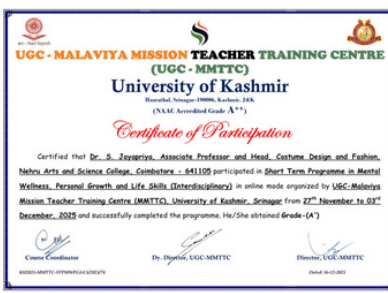 UGC - MALAVIYA MISSION TEACHER TRAINING CENTRE
(UGC - MMTTC)
University of Kashmir
Hazratbal, Srinagar-190006, Kashmir, J&K
(NAAC Accredited Grade A++)
Certificate of Participation
Certified that Dr. S. Jayapriya, Associate Professor and Head, Costume Design and Fashion,
Nehru Arts and Science College, Coimbatore - 641105 participated in Short Term Programme in Mental
Wellness, Personal Growth and Life Skills (Interdisciplinary) in online mode organized by UGC-Malaviya
Mission Teacher Training Centre (MMTTC), University of Kashmir, Srinagar from 27th November to 03rd
December, 2025 and successfully completed the programme. He/She obtained Grade-(A+)
Course Coordinator
Dy. Director, UGC-MMTTC
Director, UGC-MMTTC
Dated: 16-12-2025